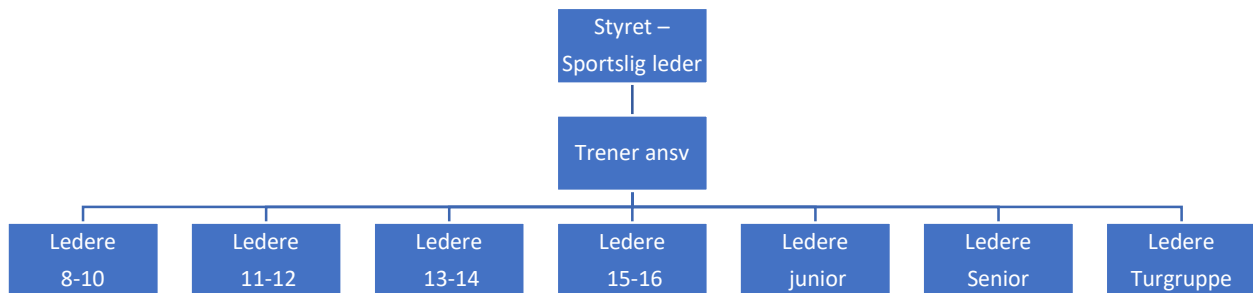 Styret –
Sportslig leder
Trener ansv
Ledere
8-10
Ledere
11-12
Ledere
13-14
Ledere
15-16
Ledere
junior
Ledere
Senior
Ledere
Turgruppe